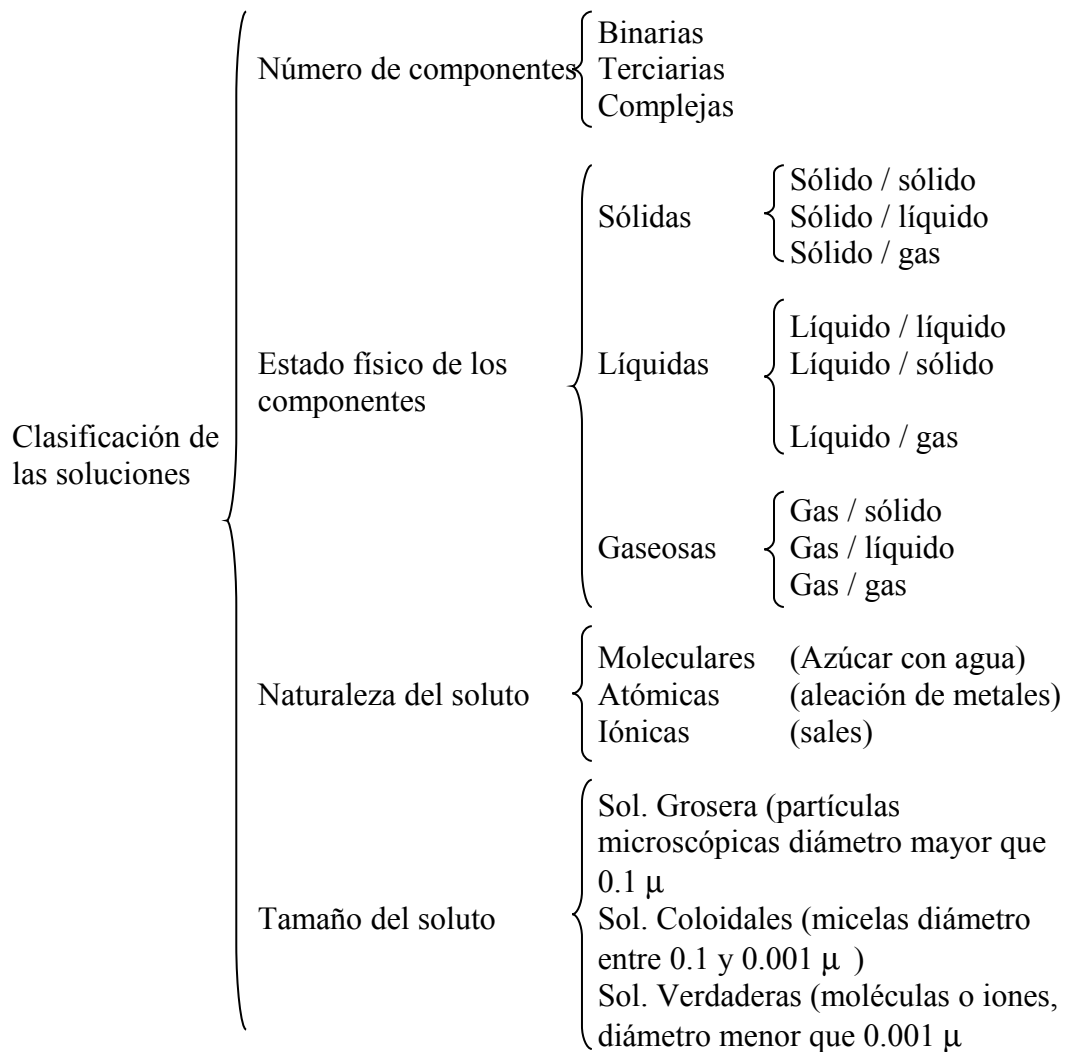 Clasificación de
las soluciones
Número de componentes
Binarias
Terciarias
Complejas
Estado físico de los
componentes
Sólidas
Sólido / sólido
Sólido / líquido
Sólido / gas
Líquidas
Líquido / líquido
Líquido / sólido
Líquido / gas
Gaseosas
Gas / sólido
Gas / líquido
Gas / gas
Naturaleza del soluto
Moleculares (Azúcar con agua)
Atómicas (aleación de metales)
Iónicas (sales)
Tamaño del soluto
Sol. Grosera (partículas
microscópicas diámetro mayor que
0.1 μ
Sol. Coloidales (micelas diámetro
entre 0.1 y 0.001 μ )
Sol. Verdaderas (moléculas o iones,
diámetro menor que 0.001 μ